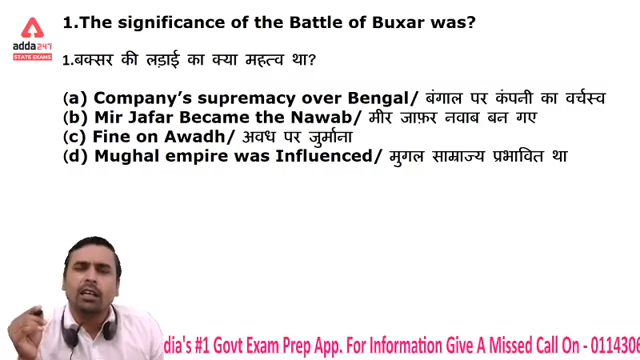 1.The significance of the Battle of Buxar was?
adda247
STATE EXAMS
1.बक्सर की लड़ाई का क्या महत्व था?
(a) Company's supremacy over Bengal/ बंगाल पर कंपनी का वर्चस्व
(b) Mir Jafar Became the Nawab/ मीर जाफ़र नवाब बन गए
(c) Fine on Awadh/ अवध पर जुर्माना
(d) Mughal empire was Influenced/ मुगल साम्राज्य प्रभावित था
dia's #1 Govt Exam Prep App. For Information Give A Missed Call On - 0114306